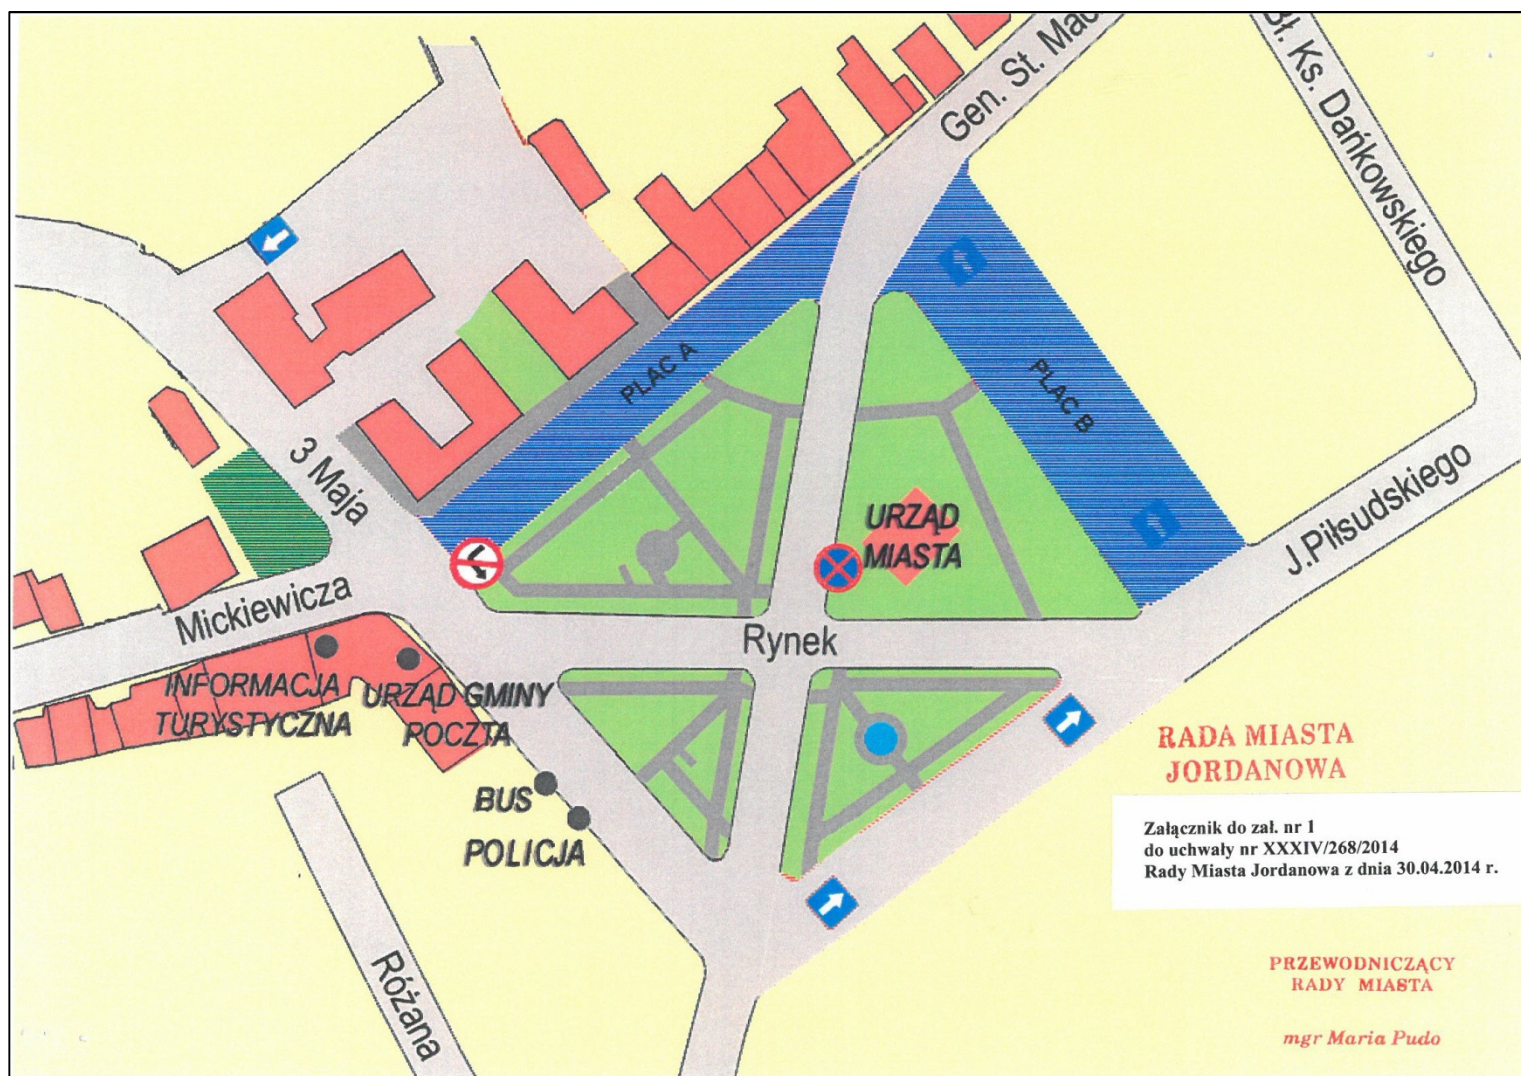 Gen. St. Mac
Bł. Ks. Dańkowskiego
PLAC A
PLAC B
3 Maja
URZĄD
MIASTA
J.Piłsudskiego
Mickiewicza
Rynek
INFORMACJA
TURYSTYCZNA
URZĄD GMINY
POCZTA
BUS
POLICJA
Różana
RADA MIASTA
JORDANOWA
Załącznik do zał. nr 1
do uchwały nr XXXIV/268/2014
Rady Miasta Jordanowa z dnia 30.04.2014 r.
PRZEWODNICZĄCY
RADY MIASTA
mgr Maria Pudo